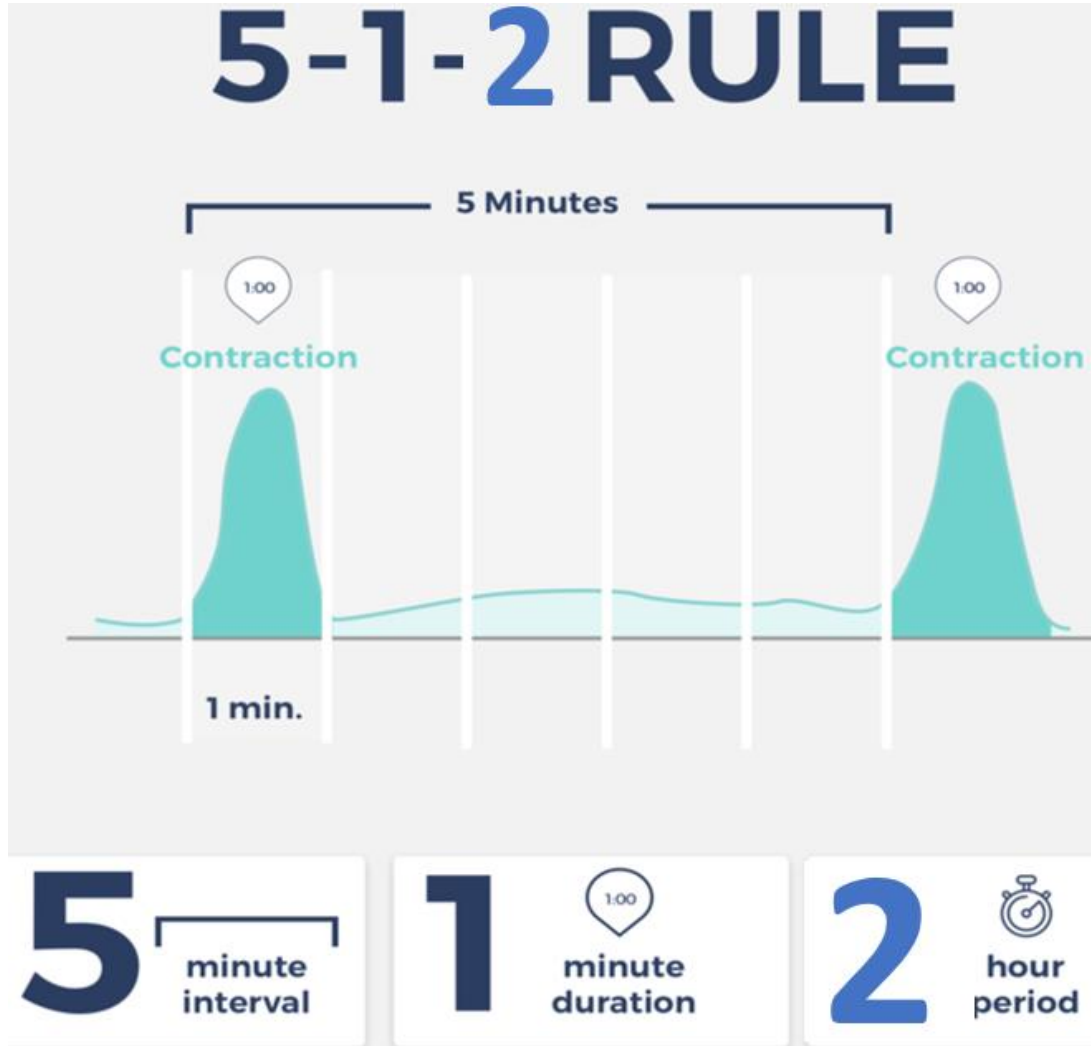 5-1-2 RULE
5 Minutes
1:00
1:00
Contraction
Contraction
1 min.
5
minute
interval
1
1:00
minute
duration
2
hour
period